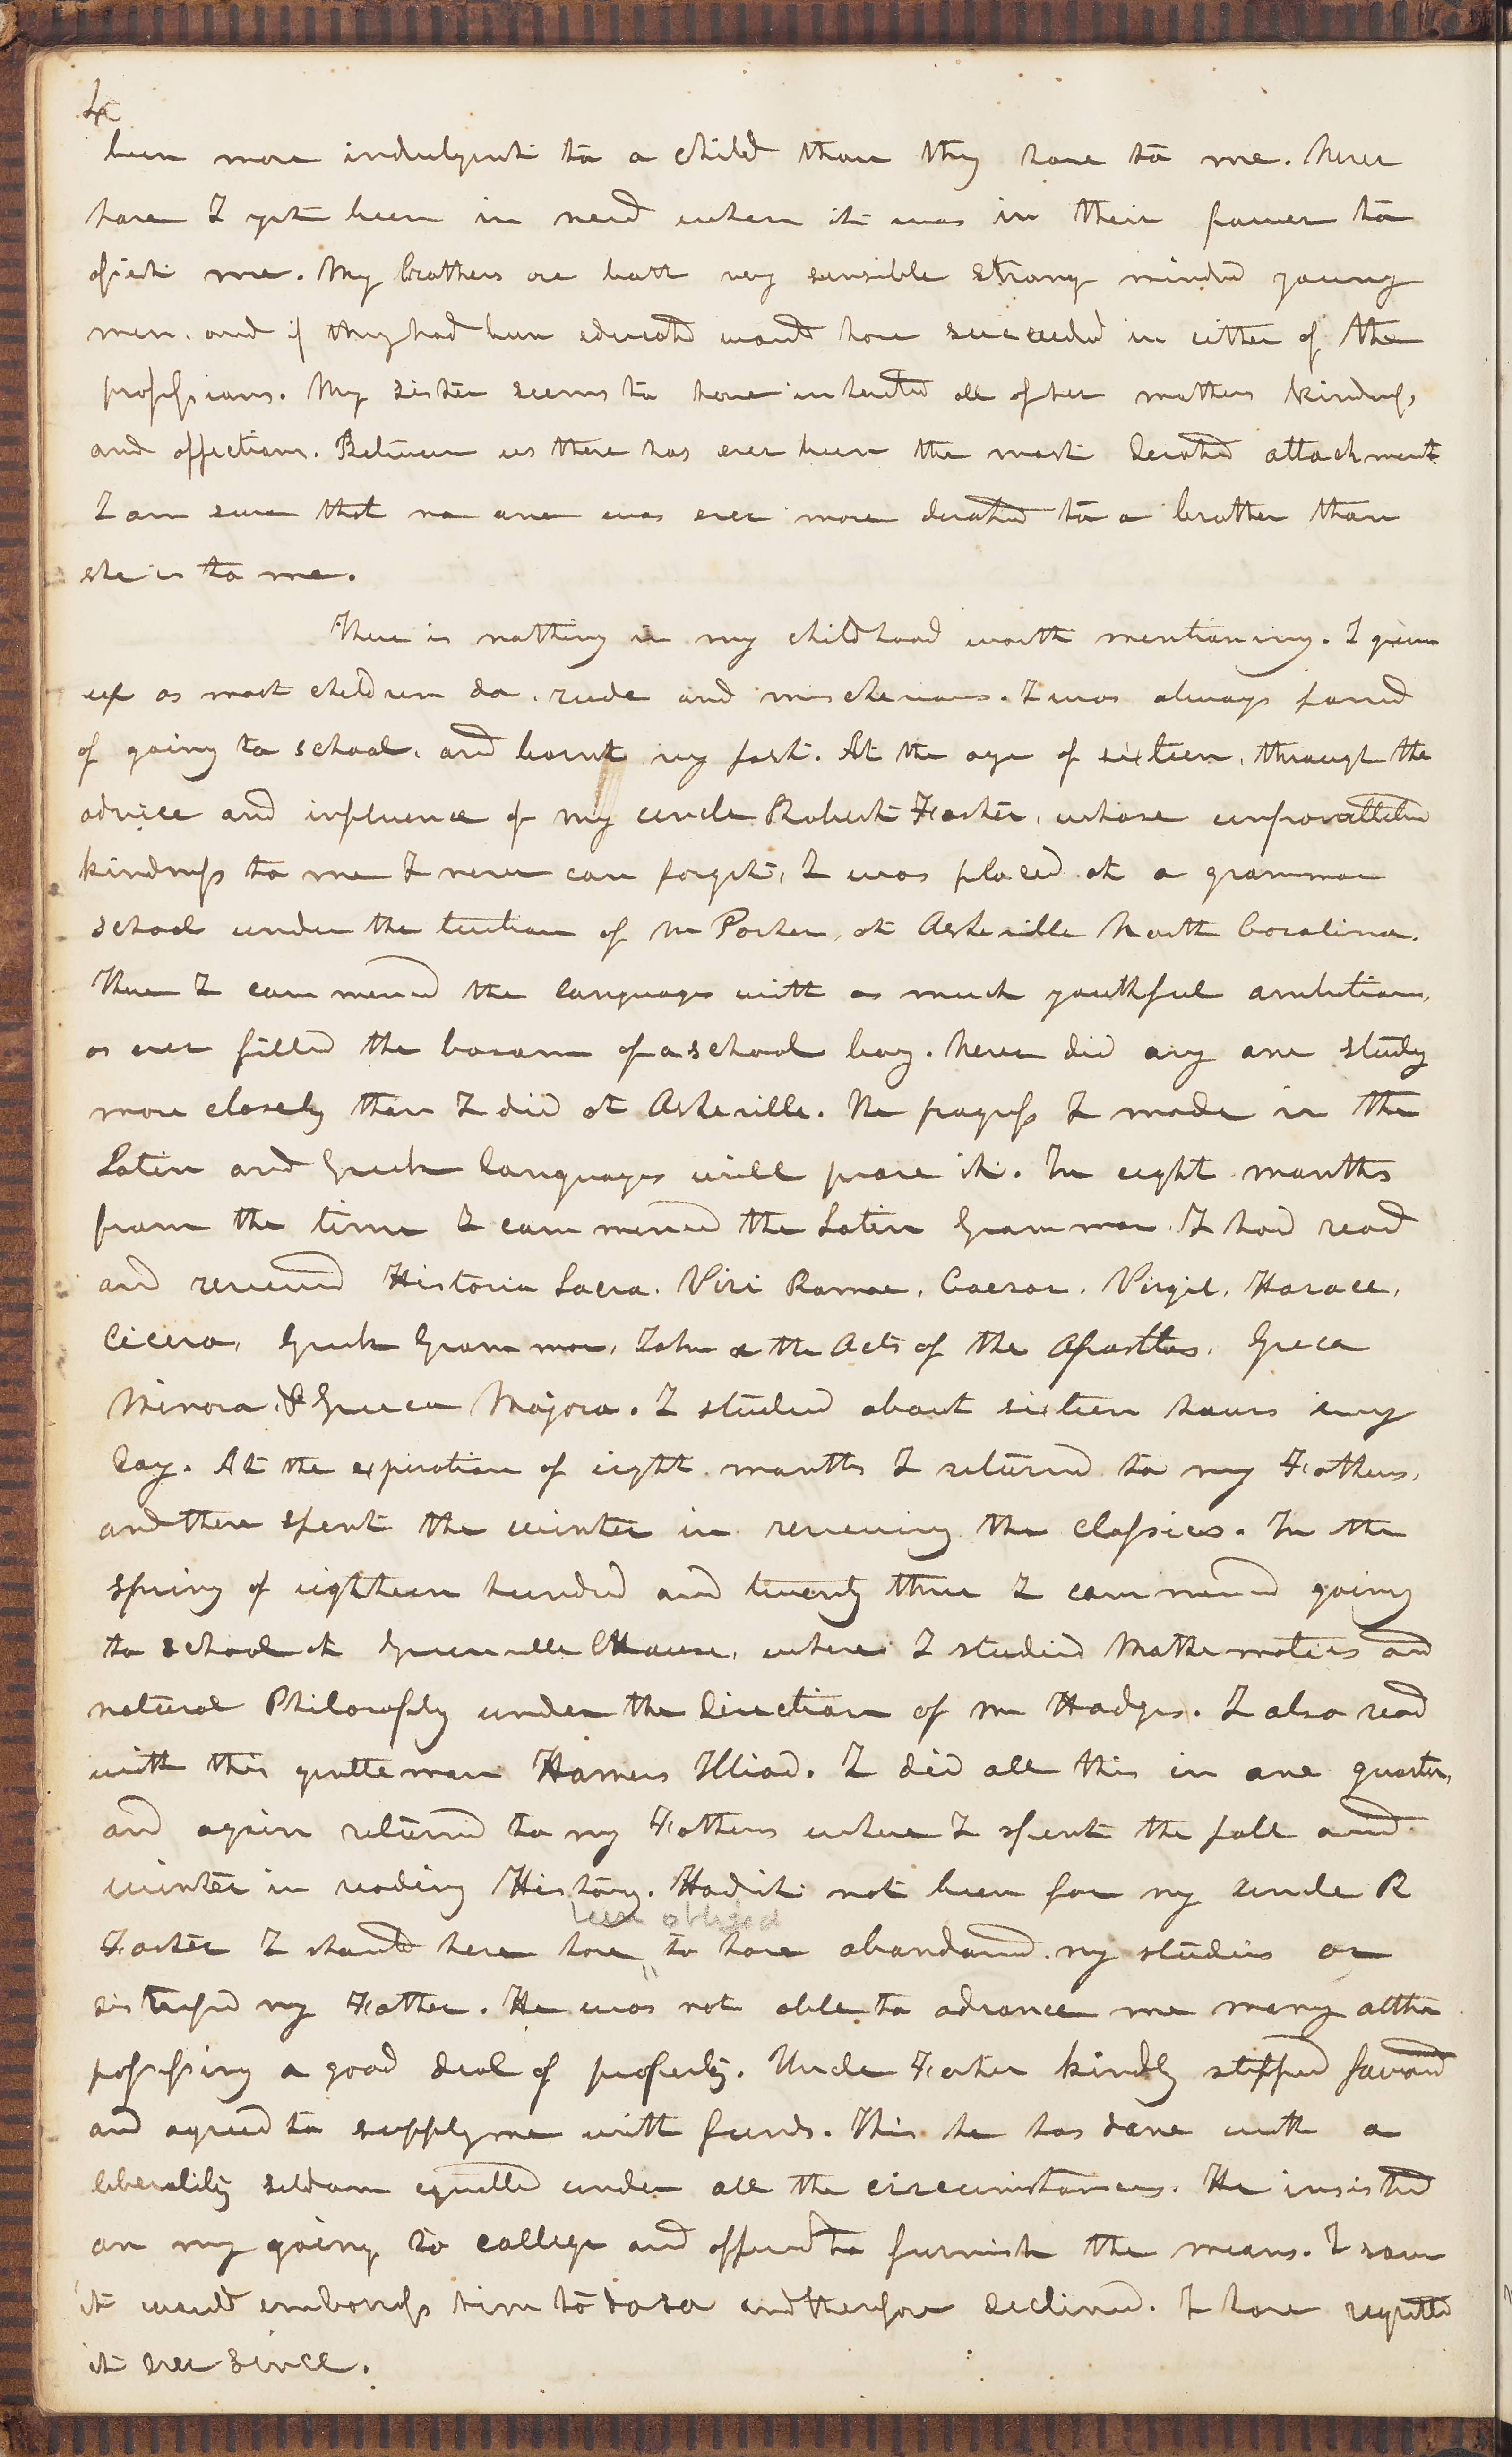 4
been more indulgent to a child than they have to me. Never
have I yet been in need when it was in their power to
assist me. My brothers are both very sensible strong minded young
men, and if they had been educated would have succeeded in either of the
professions. My sister seems to have inherited all of her mothers kindness,
and affections. Between us there has ever been the most devoted attachment
I am sure that no one was ever more devoted to a brother than
she is to me.
There is nothing in my childhood worth mentioning. I grew
up as most children do, rude and mischevous. I was always fond
of going to school, and learnt very fast. At the age of sixteen, through the
advice and influence of my uncle Robert Foster, whose unparalleled
kindness to me I never can forget, I was placed at a grammar
school under the tuition of Mr Porter, at Asheville North Carolina.
There I commenced the languages with as much youthful ambition,
as ever filled the bosom of a school boy. Never did any one study
more closely than I did at Asheville. The progress I made in the
Latin and Greek languages will prove it. In eight months
from the time I commenced the Latin Grammar I had read
and reviewed Historia Sacra, Viri Romae, Caesar, Virgil, Horace,
Cicero, Greek Grammar, John & the Acts of the Apostles, Greca
Minora, & Greca Majora. I studied about sixteen hours every
day. At the expiration of eight months I returned to my Fathers,
and there spent the winter in reviewing the classics. In the
spring of eighteen hundred and twenty three I commenced going
to school at Greenville CHouse, where I studied Mathematics and
natural Philosophy under the direction of Mr Hodges. I also read
with this gentleman Homers Illiad. I did all this in one quarter,
and again returned to my Fathers where I spent the fall and
winter in reading History. Had it not been for my uncle R
been obliged
Foster I should here have to have abandoned my studies or
distressed my Father. He was not able to advance me money altho
possessing a good deal of property. Uncle Foster kindly stepped forward
and agreed to supply me with funds. This he has done with a
liberality seldom equalled under all the circumstances. He insisted
on my going to college and offered to furnish the means. I saw
it would embarrass him to do so and therefore declined. I have regretted
it ever since.